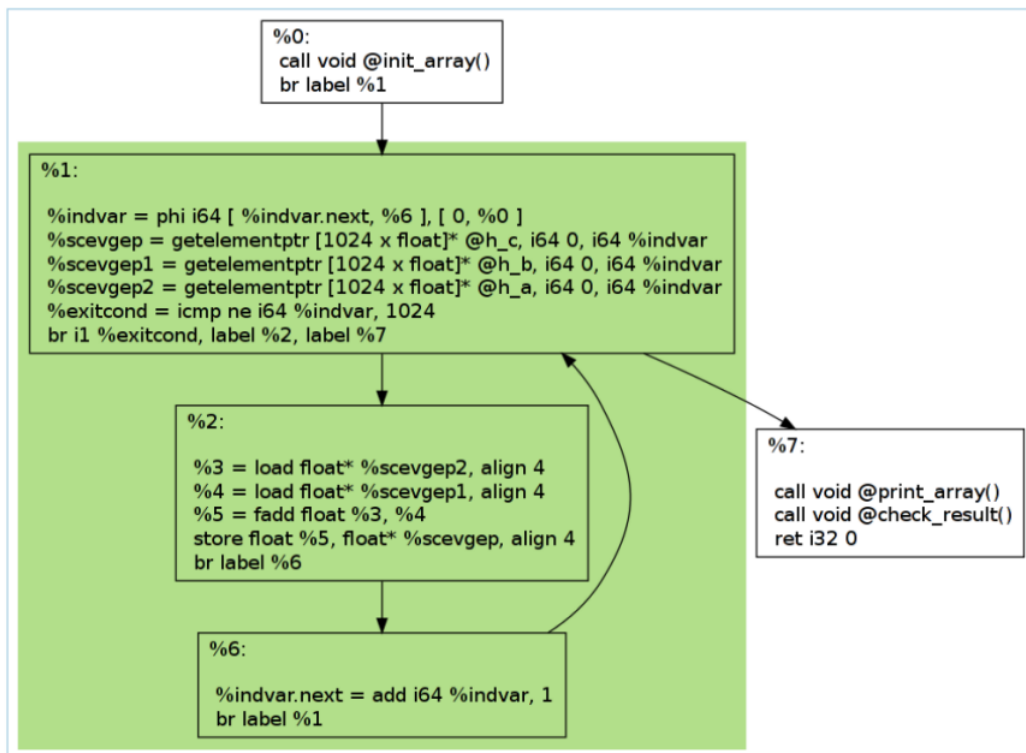 %0:
call void @init_array()
br label %1
%1:
%indvar = phi i64 [ %indvar.next, %6 ], [ 0, %0 ]
%scevgep = getelementptr [1024 x float]* @h_c, i64 0, i64 %indvar
%scevgep1 = getelementptr [1024 x float]* @h_b, i64 0, i64 %indvar
%scevgep2 = getelementptr [1024 x float]* @h_a, i64 0, i64 %indvar
%exitcond = icmp ne i64 %indvar, 1024
br i1 %exitcond, label %2, label %7
%2:
%3 = load float* %scevgep2, align 4
%4 = load float* %scevgep1, align 4
%5 = fadd float %3, %4
store float %5, float* %scevgep, align 4
br label %6
%7:
call void @print_array()
call void @check_result()
ret i32 0
%6:
%indvar.next = add i64 %indvar, 1
br label %1